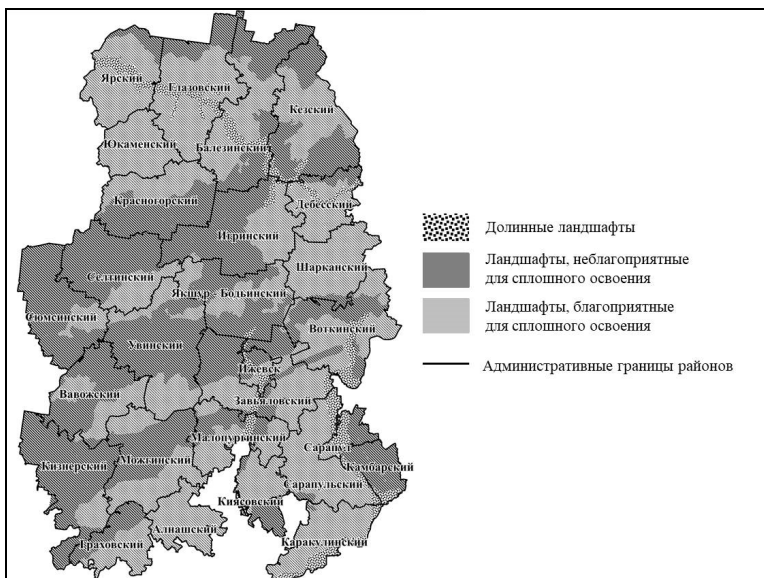 Ярский
Глазовский
Кезский
Юкаменский
Балезинский
Красногорский
Дебесский
Игринский
Шарканский
Селтинский
Якшур - Бодьинский
Сюмсинский
Воткинский
Увинский
Ижевск
Вавожский
Завьяловский
Малопургинский
Сарапул
Кизнерский
Можгинский
Камбарский
Сарапульский
Киясовский
Алнашский
Граховский
Каракулинский
Долинные ландшафты
Ландшафты, неблагоприятные
для сплошного освоения
Ландшафты, благоприятные
для сплошного освоения
Административные границы районов